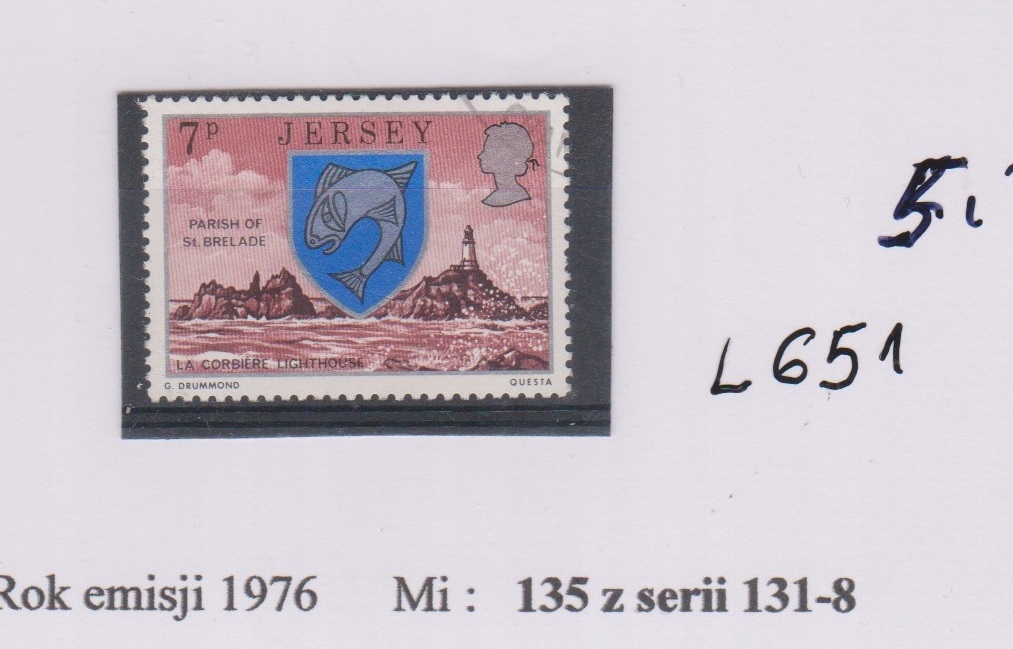 7p JERSEY
PARISH OF
St. BRELADE
LA CORBIÈRE LIGHTHOUSE
G. DRUMMOND QUESTA
L651
Rok emisji 1976 Mi : 135 z serii 131-8